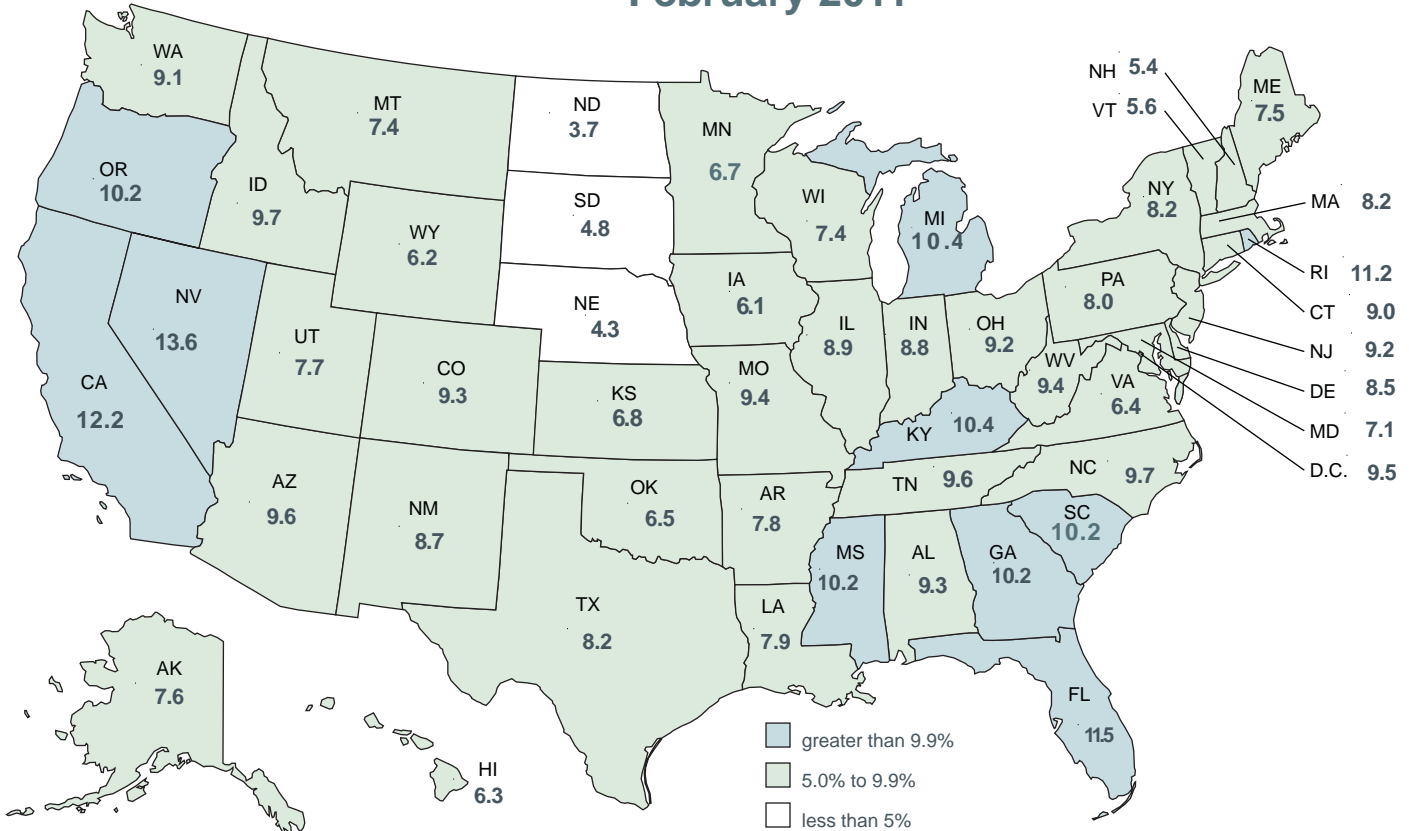 February 2011
WA
9.1
MT
7.4
ND
3.7
MN
6.7
OR
10.2
ID
9.7
SD
4.8
WY
6.2
WI
7.4
MI
10.4
NH 5.4
VT 5.6
ME
7.5
NY
8.2
MA 8.2
RI 11.2
CT 9.0
NJ 9.2
DE 8.5
MD 7.1
D.C. 9.5
NV
13.6
CA
12.2
UT
7.7
CO
9.3
NE
4.3
IA
6.1
IL
8.9
IN
8.8
OH
9.2
PA
8.0
WV
9.4
VA
6.4
KS
6.8
MO
9.4
KY 10.4
AZ
9.6
NM
8.7
OK
6.5
AR
7.8
TN 9.6
NC 9.7
SC
10.2
TX
8.2
LA
7.9
MS
10.2
AL
9.3
GA
10.2
FL
11.5
AK
7.6
HI
6.3
greater than 9.9%
5.0% to 9.9%
less than 5%